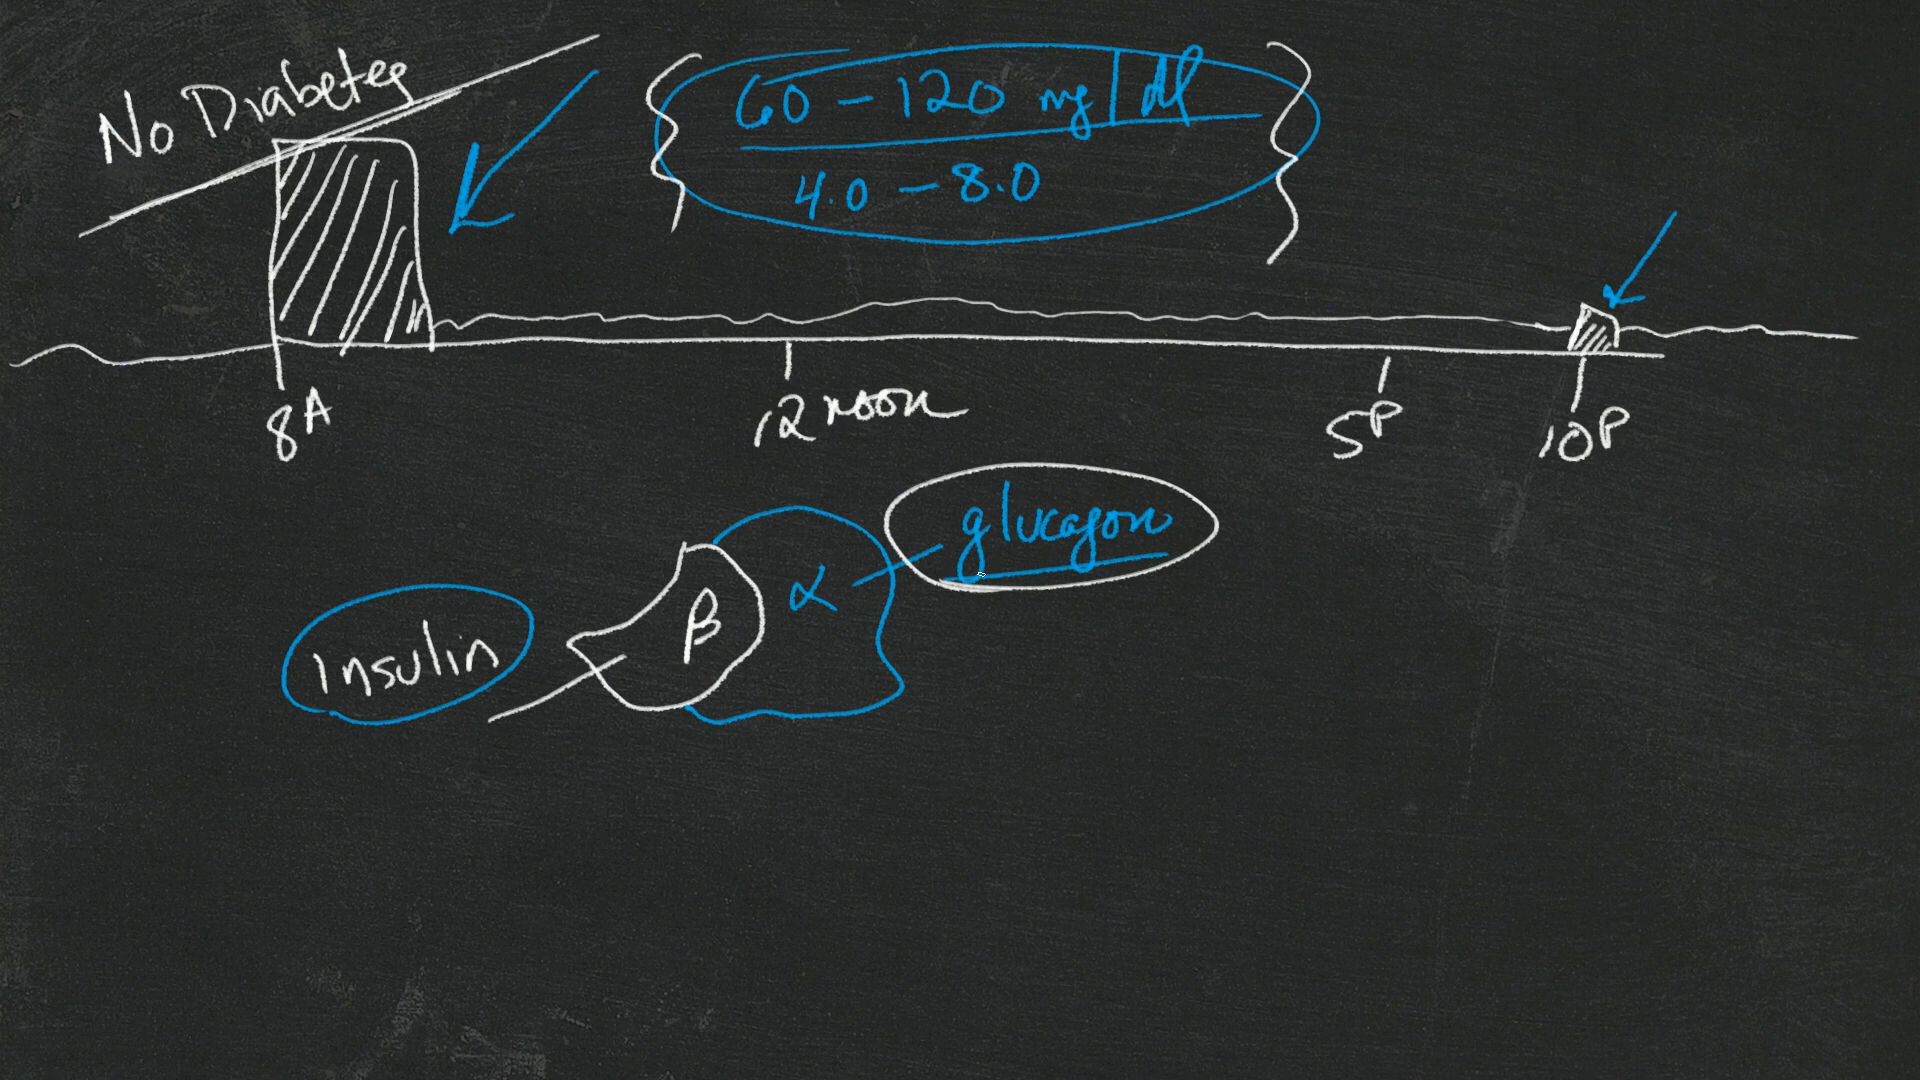 No Diabetes
60 - 120 mg/dl
4.0 - 8.0
8A
12 noon
5P
10P
glucagon
α
β
Insulin